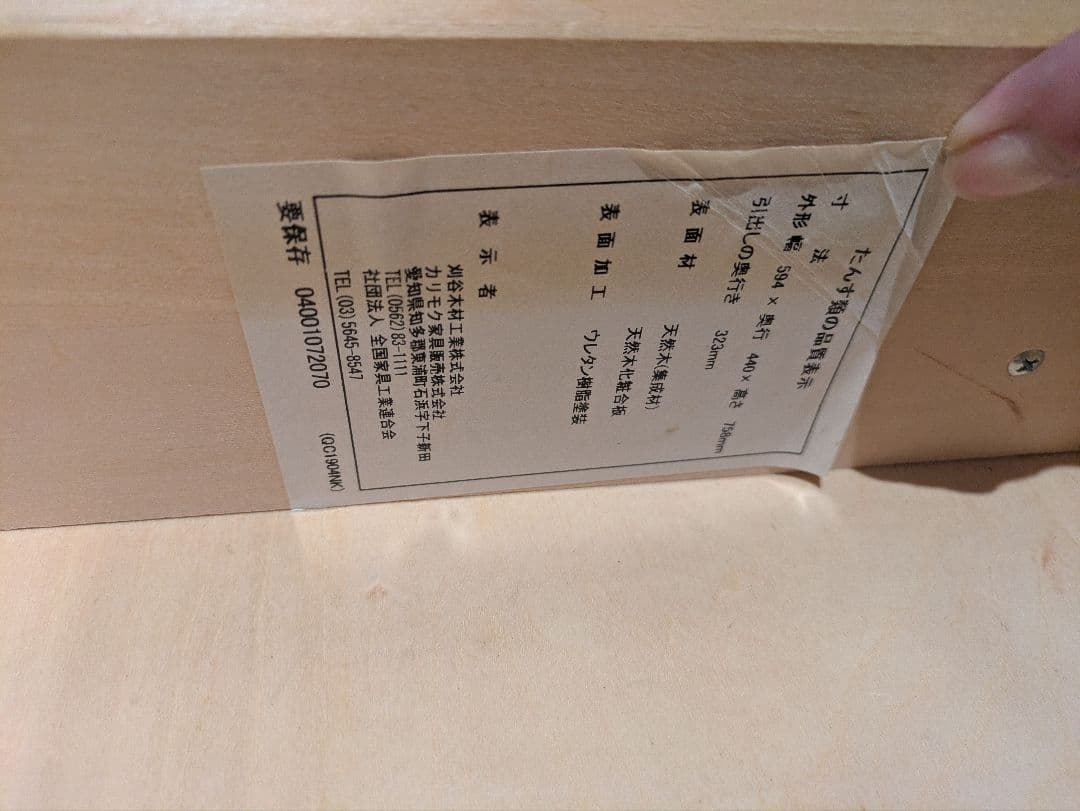 たんす類の品質表示
寸法
外形 幅 594 × 奥行 440 × 高さ 758mm
引出しの奥行き 323mm
表面材 天然木(集成材)
天然木化粧合板
表面加工 ウレタン樹脂塗装
表示者
刈谷木材工業株式会社
カリモク家具販売株式会社
愛知県知多郡東浦町石浜字下子新田
TEL(0562)83-1111
社団法人 全国家具工業連合会
TEL(03)5645-8547
要保存 04001072070 (QC1904NK)